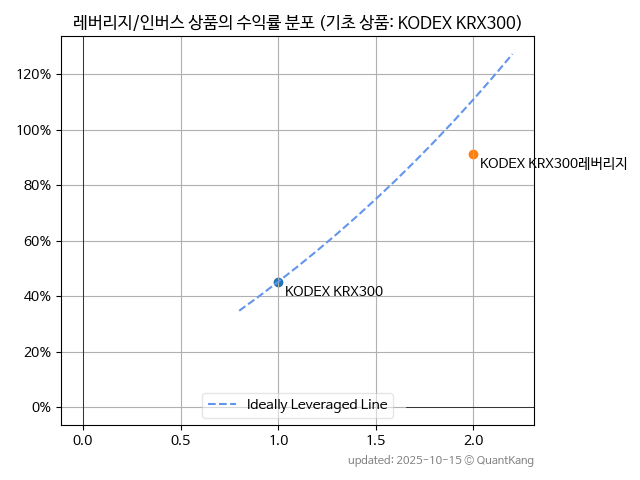 레버리지/인버스 상품의 수익률 분포 (기초 상품: KODEX KRX300)
120%
100%
80%
60%
40%
20%
0%
KODEX KRX300레버리지
KODEX KRX300
Ideally Leveraged Line
0.0 0.5 1.0 1.5 2.0
updated: 2025-10-15 © QuantKang